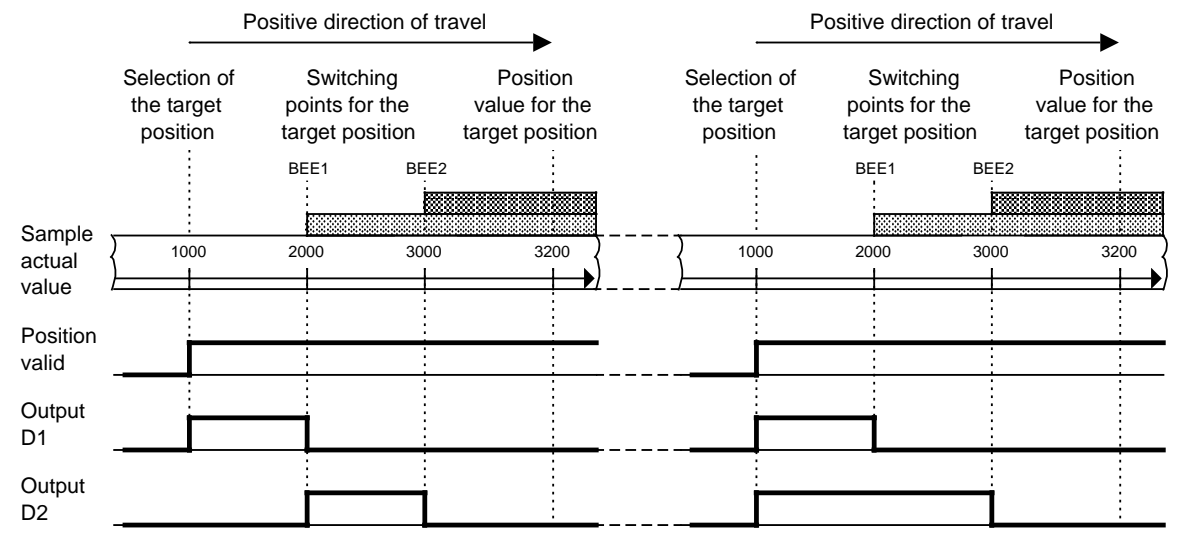 Positive direction of travel
Positive direction of travel
Selection of
the target
position
Switching
points for the
target position
Position
value for the
target position
Selection of
the target
position
Switching
points for the
target position
Position
value for the
target position
BEE1
BEE2
BEE1
BEE2
Sample
actual
value
1000
2000
3000
3200
1000
2000
3000
3200
Position
valid
Output
D1
Output
D2